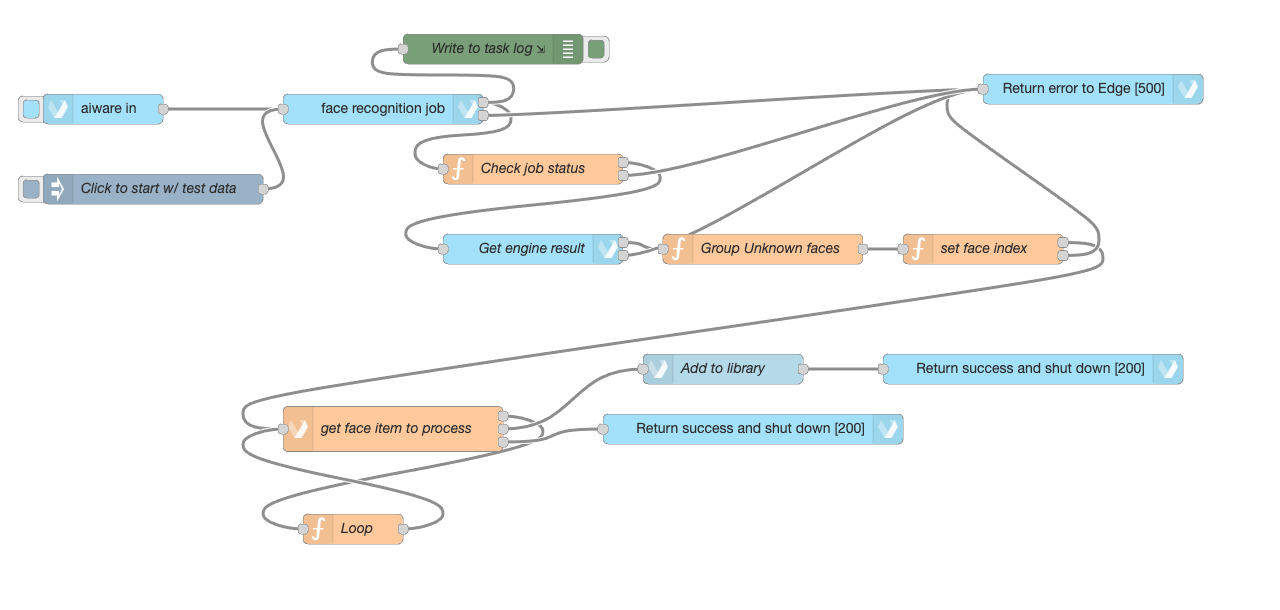 Write to task log ⇲
aiware in
face recognition job
Return error to Edge [500]
Check job status
Click to start w/ test data
Get engine result
Group Unknown faces
set face index
Add to library
Return success and shut down [200]
get face item to process
Return success and shut down [200]
Loop